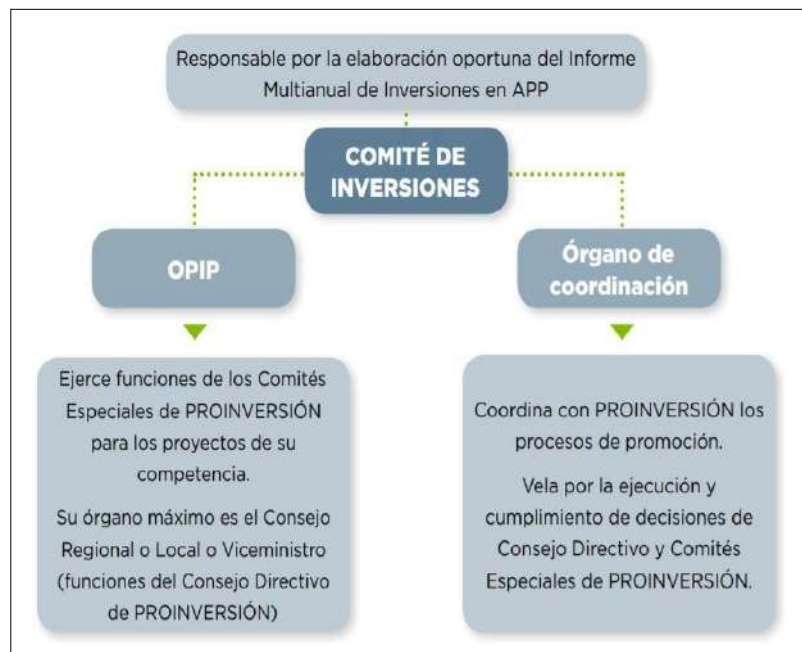 Responsable por la elaboración oportuna del Informe
Multianual de Inversiones en APP
COMITÉ DE
INVERSIONES
OPIP
Ejerce funciones de los Comités
Especiales de PROINVERSIÓN
para los proyectos de su
competencia.
Su órgano máximo es el Consejo
Regional o Local o Viceministro
(funciones del Consejo Directivo
de PROINVERSIÓN)
Órgano de
coordinación
Coordina con PROINVERSIÓN los
procesos de promoción.
Vela por la ejecución y
cumplimiento de decisiones de
Consejo Directivo y Comités
Especiales de PROINVERSIÓN.